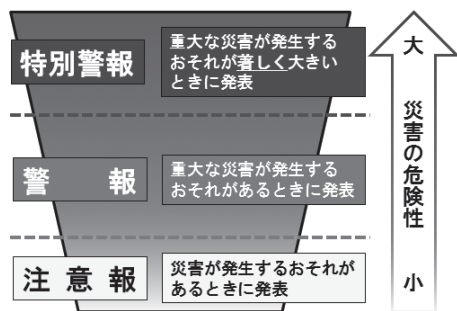 特別警報
重大な災害が発生する
おそれが著しく大きい
ときに発表
警報
重大な災害が発生する
おそれがあるときに発表
注意報
災害が発生するおそれが
あるときに発表
大
災害の危険性
小